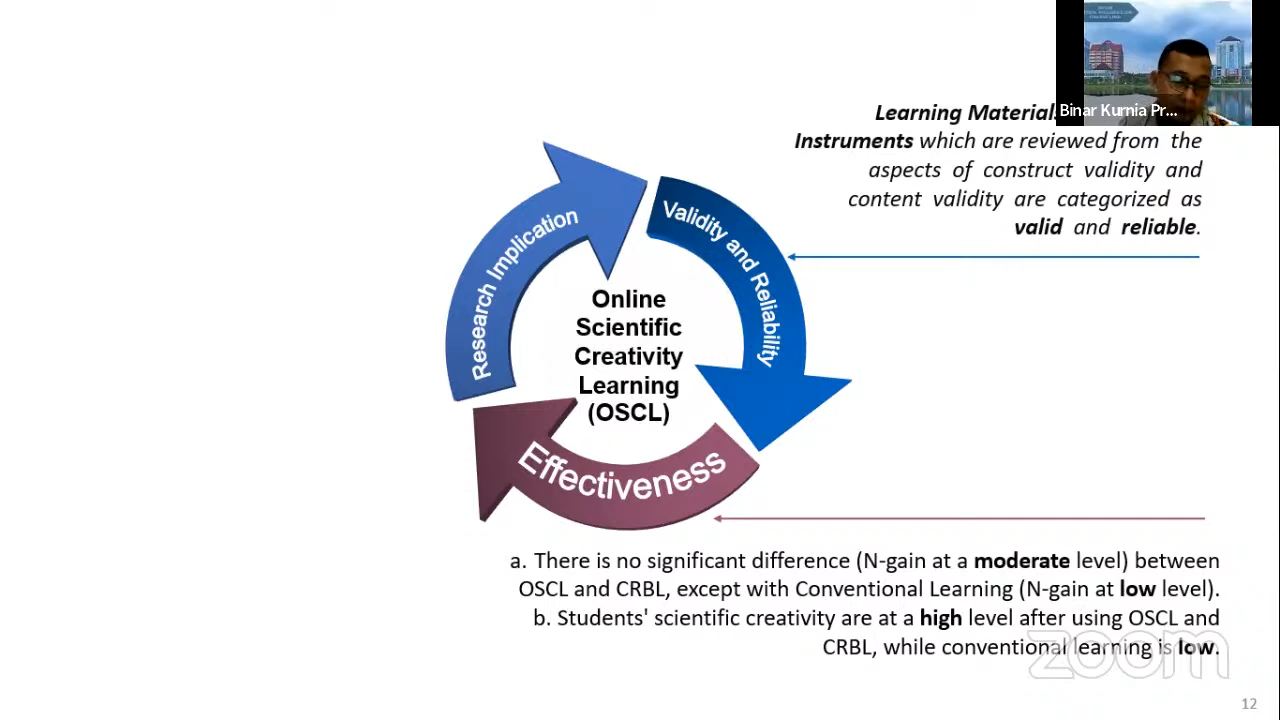 Binar Kurnia Pr...
Learning Material
Instruments which are reviewed from the
aspects of construct validity and
content validity are categorized as
valid and reliable.
Research Implication
Validity and Reliability
Online
Scientific
Creativity
Learning
(OSCL)
Effectiveness
a. There is no significant difference (N-gain at a moderate level) between
OSCL and CRBL, except with Conventional Learning (N-gain at low level).
b. Students' scientific creativity are at a high level after using OSCL and
CRBL, while conventional learning is low.
zoom
12